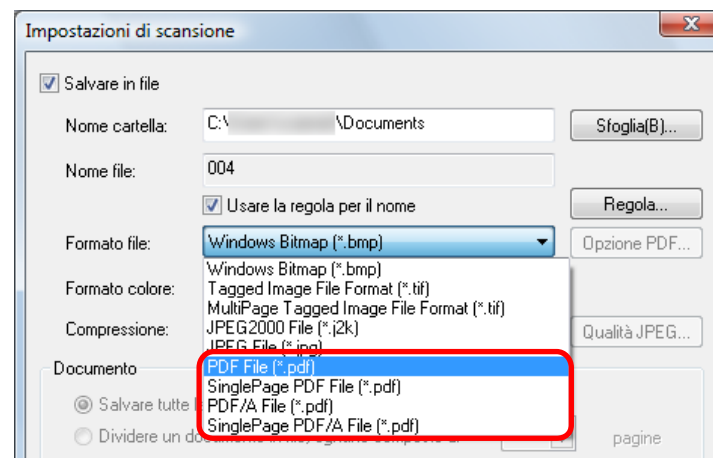 Impostazioni di scansione
Salvare in file
Nome cartella: C:\ \Documents Sfoglia(B)...
Nome file: 004
Usare la regola per il nome Regola...
Formato file: Windows Bitmap (*.bmp) Opzione PDF...
Windows Bitmap (*.bmp)
Formato colore: Tagged Image File Format (*.tif)
MultiPage Tagged Image File Format (*.tif)
Compressione: JPEG2000 File (*.j2k) Qualità JPEG...
JPEG File (*.jpg)
Documento PDF File (*.pdf)
SinglePage PDF File (*.pdf)
Salvare tutte PDF/A File (*.pdf)
SinglePage PDF/A File (*.pdf)
Dividere un pagine